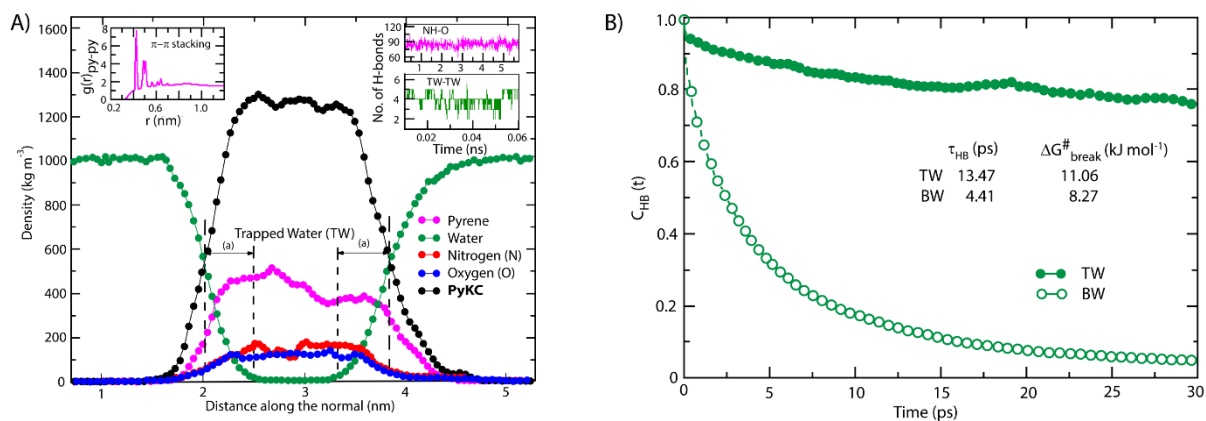 A)
1600
1400
1200
1000
800
600
400
200
0
Density (kg m⁻³)
2
3
4
5
Distance along the normal (nm)
8
6
4
2
0
g(r)py-py
π–π stacking
0.2
0.6
1.0
r (nm)
No. of H-bonds
120
90
60
NH-O
1 2 3 4 5
TW-TW
6
4
2
0.02 0.04 0.06
Time (ns)
Trapped Water (TW)
(a) (a)
Pyrene
Water
Nitrogen (N)
Oxygen (O)
PyKC
B)
1.0
0.8
0.6
0.4
0.2
0
C_HB (t)
0 5 10 15 20 25 30
Time (ps)
τ_HB (ps) ΔG#_break (kJ mol⁻¹)
TW 13.47 11.06
BW 4.41 8.27
TW
BW